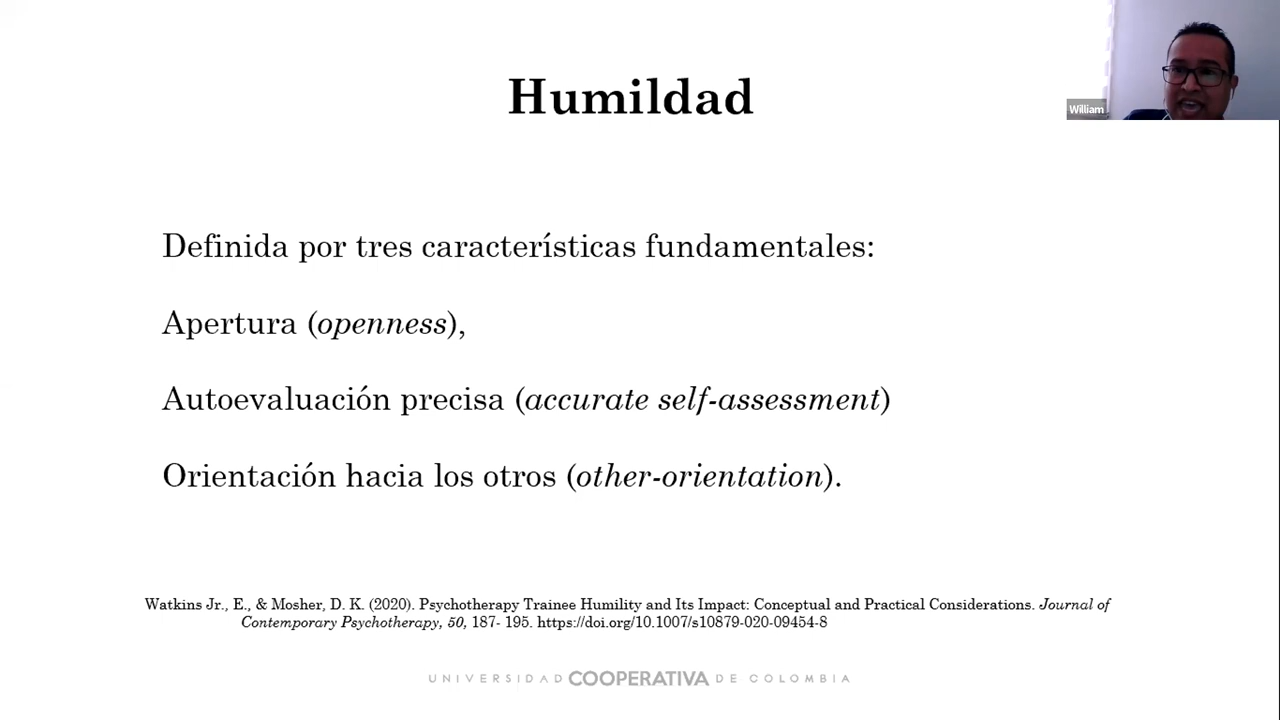 Humildad
William
Definida por tres características fundamentales:
Apertura (openness),
Autoevaluación precisa (accurate self-assessment)
Orientación hacia los otros (other-orientation).
Watkins Jr., E., & Mosher, D. K. (2020). Psychotherapy Trainee Humility and Its Impact: Conceptual and Practical Considerations. Journal of
Contemporary Psychotherapy, 50, 187- 195. https://doi.org/10.1007/s10879-020-09454-8
UNIVERSIDAD COOPERATIVA DE COLOMBIA